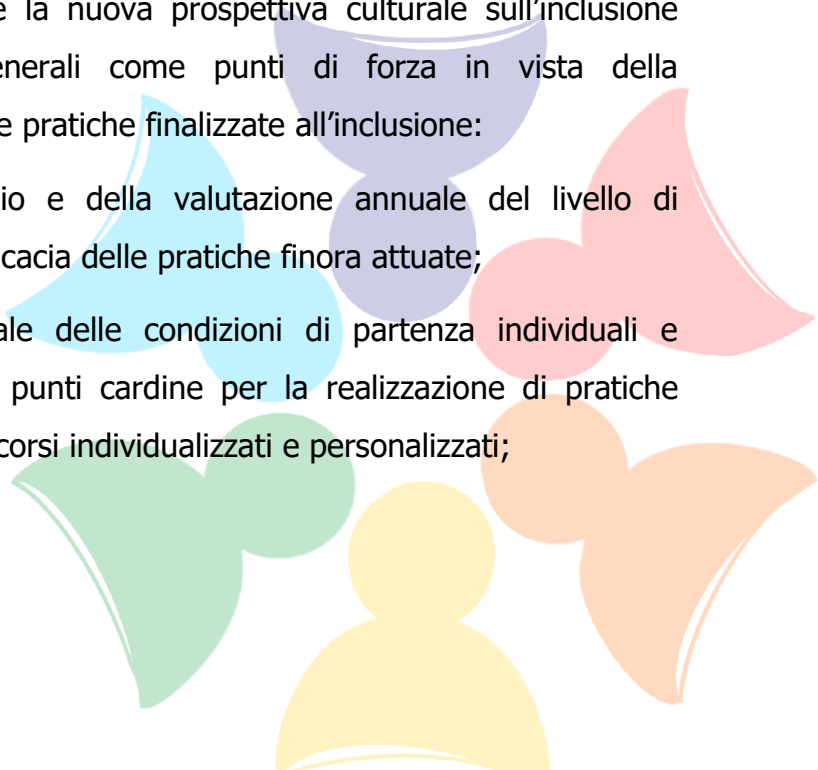 la nuova prospettiva culturale sull’inclusione
enerali come punti di forza in vista della
e pratiche finalizzate all’inclusione:
io e della valutazione annuale del livello di
cacia delle pratiche finora attuate;
ale delle condizioni di partenza individuali e
punti cardine per la realizzazione di pratiche
corsi individualizzati e personalizzati;